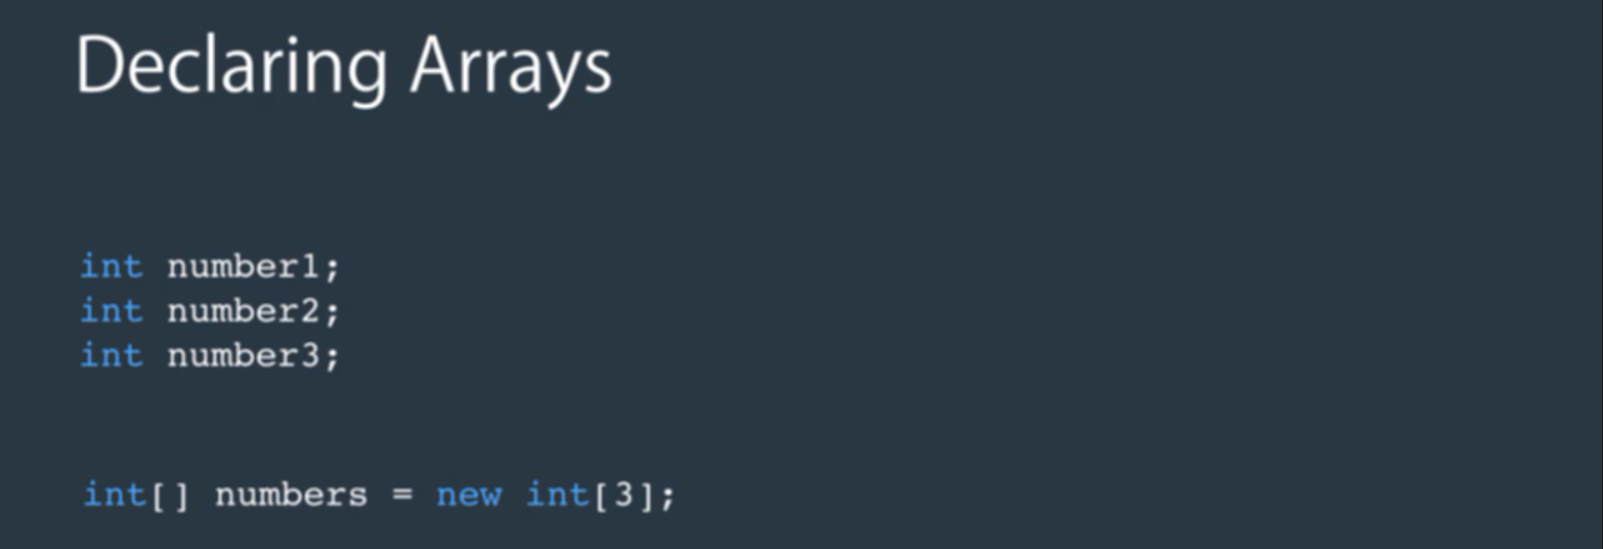 Declaring Arrays
int number1;
int number2;
int number3;
int[] numbers = new int[3];